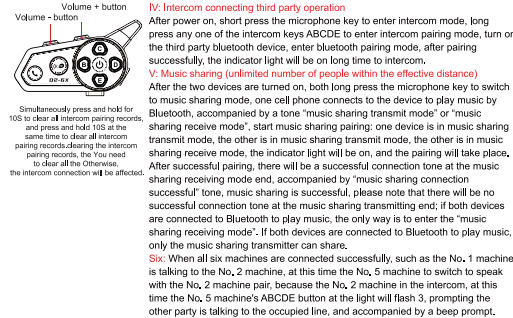 Volume + button
Volume - button
C
B
D
A
E
D2-6X
Simultaneously press and hold for
10S to clear all intercom pairing records,
and press and hold 10S at the
same time to clear all intercom
pairing records.clearing the intercom
pairing records, the You need
to clear all the Otherwise,
the intercom connection will be affected.
IV: Intercom connecting third party operation
After power on, short press the microphone key to enter intercom mode, long
press any one of the intercom keys ABCDE to enter intercom pairing mode, turn on
the third party bluetooth device, enter bluetooth pairing mode, after pairing
successfully, the indicator light will be on long time to intercom.
V: Music sharing (unlimited number of people within the effective distance)
After the two devices are turned on, both long press the microphone key to switch
to music sharing mode, one cell phone connects to the device to play music by
Bluetooth, accompanied by a tone "music sharing transmit mode" or "music
sharing receive mode", start music sharing pairing: one device is in music sharing
transmit mode, the other is in music sharing transmit mode, the other is in music
sharing receive mode, the indicator light will be on, and the pairing will take place.
After successful pairing, there will be a successful connection tone at the music
sharing receiving mode end, accompanied by "music sharing connection
successful" tone, music sharing is successful, please note that there will be no
successful connection tone at the music sharing transmitting end; if both devices
are connected to Bluetooth to play music, the only way is to enter the "music
sharing receiving mode". If both devices are connected to Bluetooth to play music,
only the music sharing transmitter can share.
Six: When all six machines are connected successfully, such as the No. 1 machine
is talking to the No. 2 machine, at this time the No. 5 machine to switch to speak
with the No. 2 machine pair, because the No. 2 machine in the intercom, at this
time the No. 5 machine's ABCDE button at the light will flash 3, prompting the
other party is talking to the occupied line, and accompanied by a beep prompt.